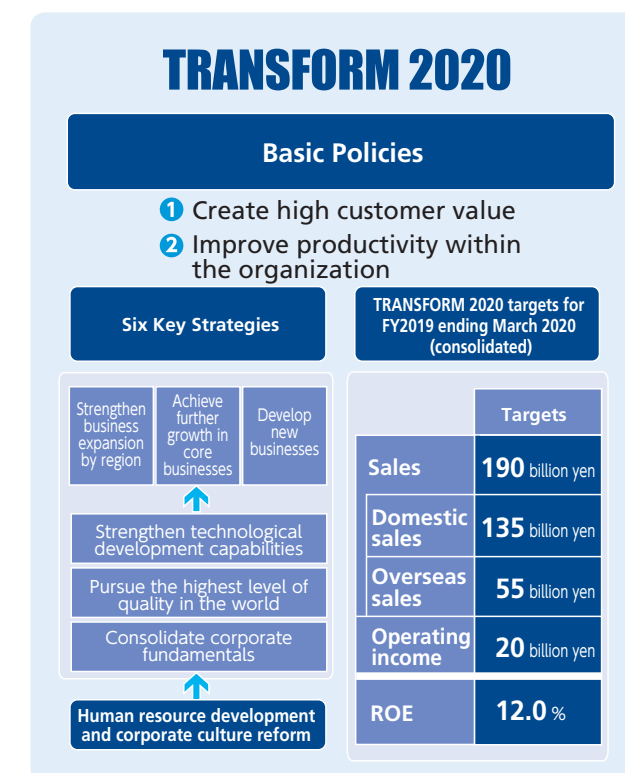 TRANSFORM 2020
Basic Policies
1 Create high customer value
2 Improve productivity within
the organization
Six Key Strategies
Strengthen
business
expansion
by region
Achieve
further
growth in
core
businesses
Develop
new
businesses
Strengthen technological
development capabilities
Pursue the highest level of
quality in the world
Consolidate corporate
fundamentals
Human resource development
and corporate culture reform
TRANSFORM 2020 targets for
FY2019 ending March 2020
(consolidated)
Targets
Sales 190 billion yen
Domestic
sales 135 billion yen
Overseas
sales 55 billion yen
Operating
income 20 billion yen
ROE 12.0 %